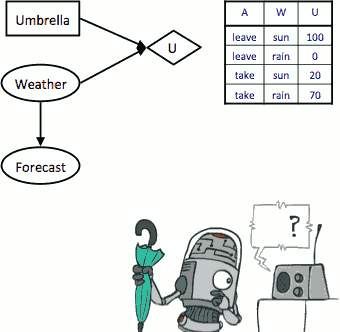 Umbrella
U
Weather
Forecast
A W U
leave sun 100
leave rain 0
take sun 20
take rain 70
?